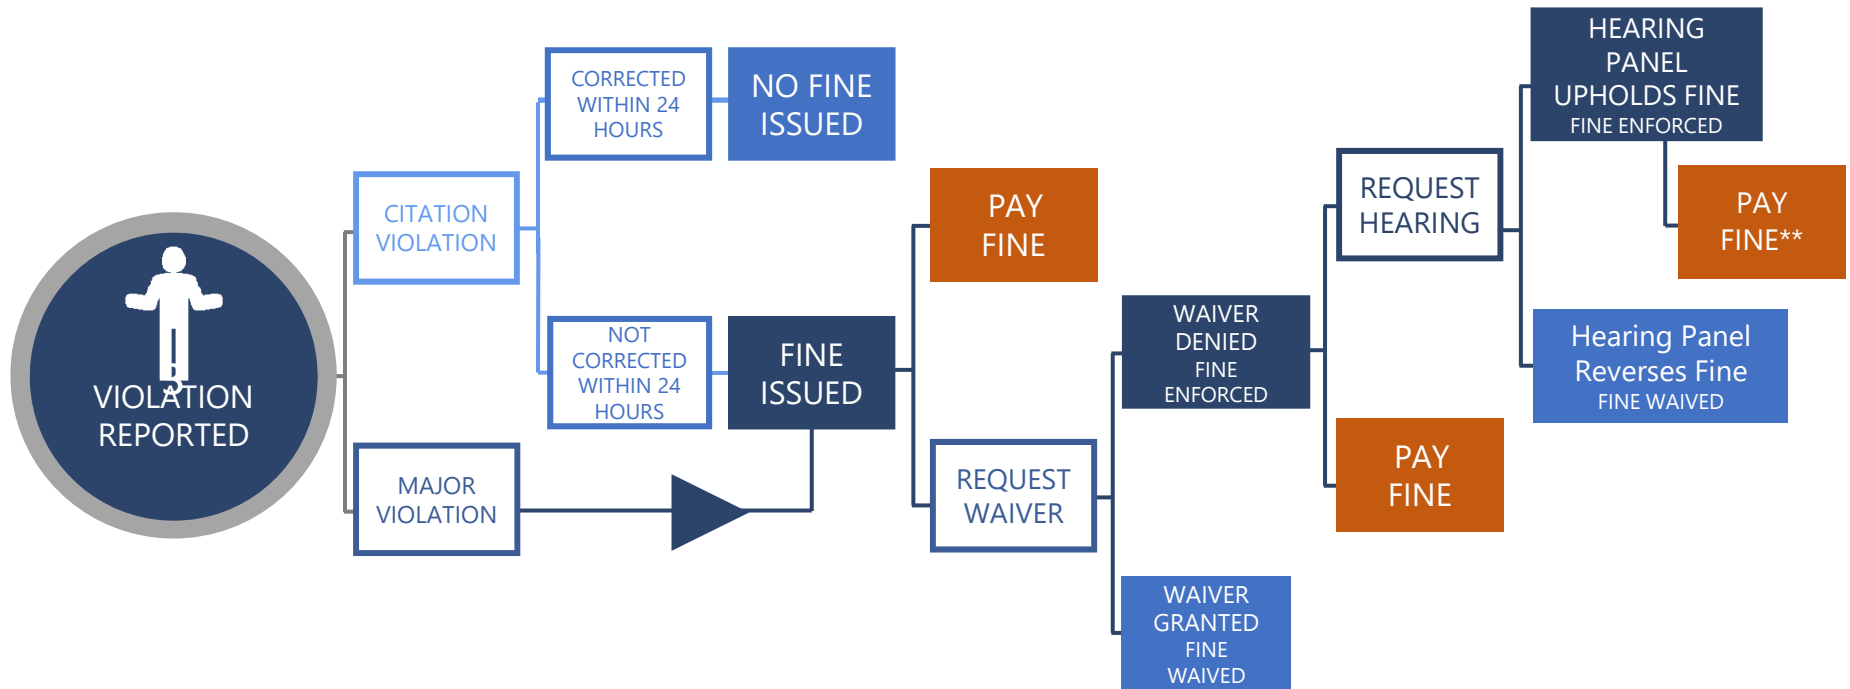 3
VIOLATION
REPORTED
CITATION
VIOLATION
MAJOR
VIOLATION
CORRECTED
WITHIN 24
HOURS
NO FINE
ISSUED
NOT
CORRECTED
WITHIN 24
HOURS
FINE
ISSUED
PAY
FINE
REQUEST
WAIVER
WAIVER
DENIED
FINE
ENFORCED
WAIVER
GRANTED
FINE
WAIVED
REQUEST
HEARING
PAY
FINE
HEARING
PANEL
UPHOLDS FINE
FINE ENFORCED
PAY
FINE**
Hearing Panel
Reverses Fine
FINE WAIVED